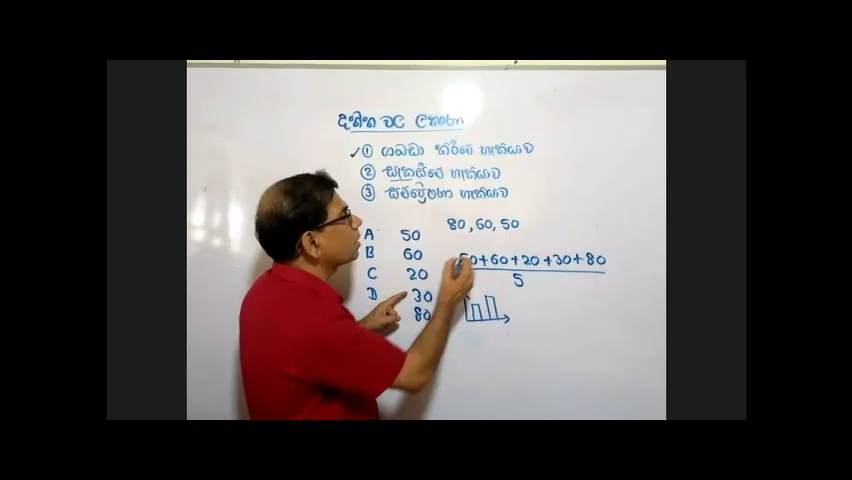 දත්ත වල ලක්ෂණ
① ගබඩා කිරීමේ හැකියාව
② සැකසීමේ හැකියාව
③ සම්ප්‍රේෂණ හැකියාව
80, 60, 50
A 50
B 60
C 20
D 30
80
50+60+20+30+80
5